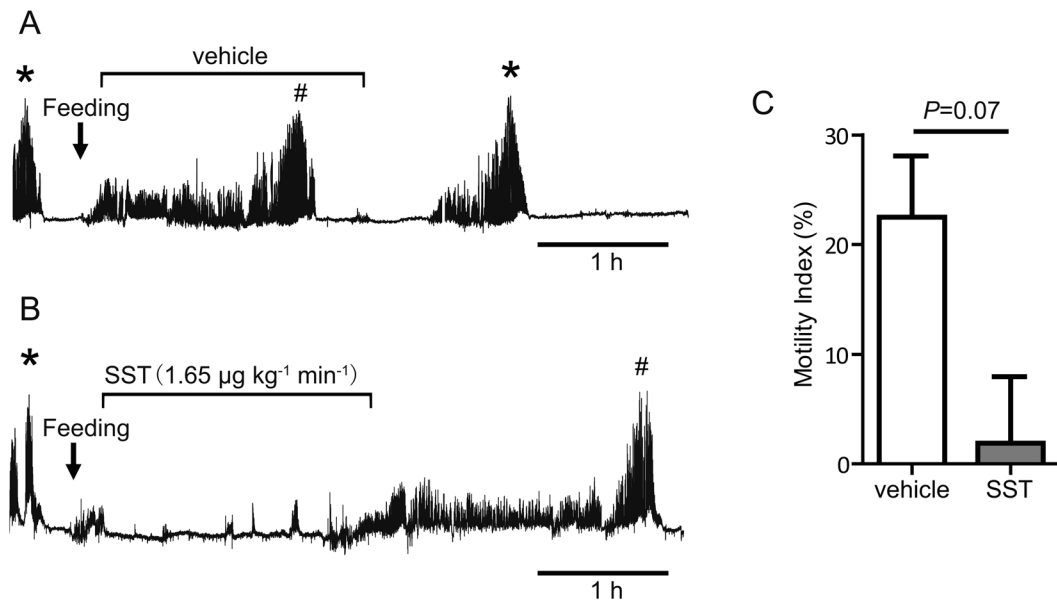 A
vehicle
*
#
*
Feeding
1 h
B
*
SST (1.65 μg kg-1 min-1)
#
Feeding
1 h
C
P=0.07
30
20
10
0
Motility Index (%)
vehicle
SST